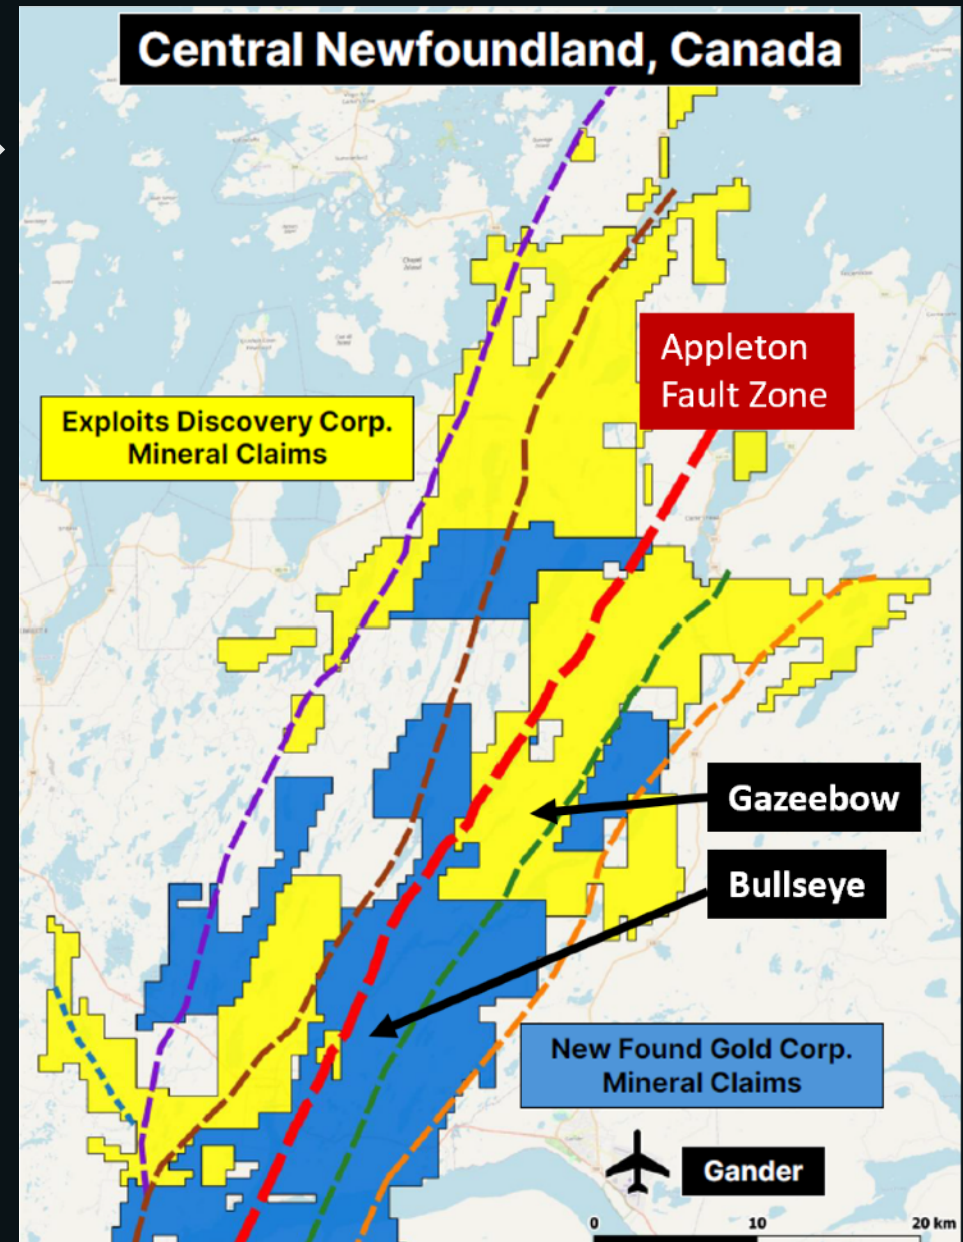 Central Newfoundland, Canada
Appleton
Fault Zone
Exploits Discovery Corp.
Mineral Claims
Gazeebow
Bullseye
New Found Gold Corp.
Mineral Claims
Gander
0 10 20 km